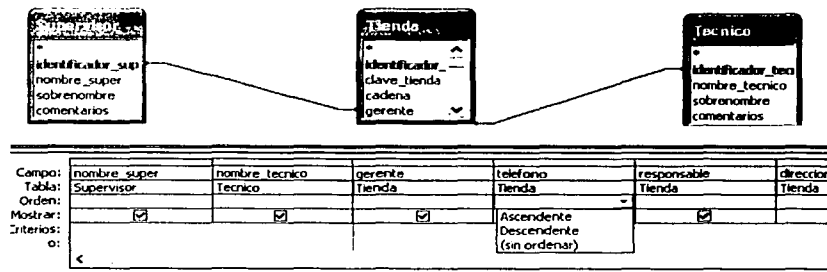 Supervisor
*
identificador_sup
nombre_super
sobrenombre
comentarios
Tienda
*
identificador_
clave_tienda
cadena
gerente
Tecnico
*
identificador_tecn
nombre_tecnico
sobrenombre
comentarios
Campo: nombre_super nombre_tecnico gerente telefono responsable direccion
Tabla: Supervisor Tecnico Tienda Tienda Tienda Tienda
Orden:
Mostrar: Ascendente
Criterios: Descendente
o: (sin ordenar)